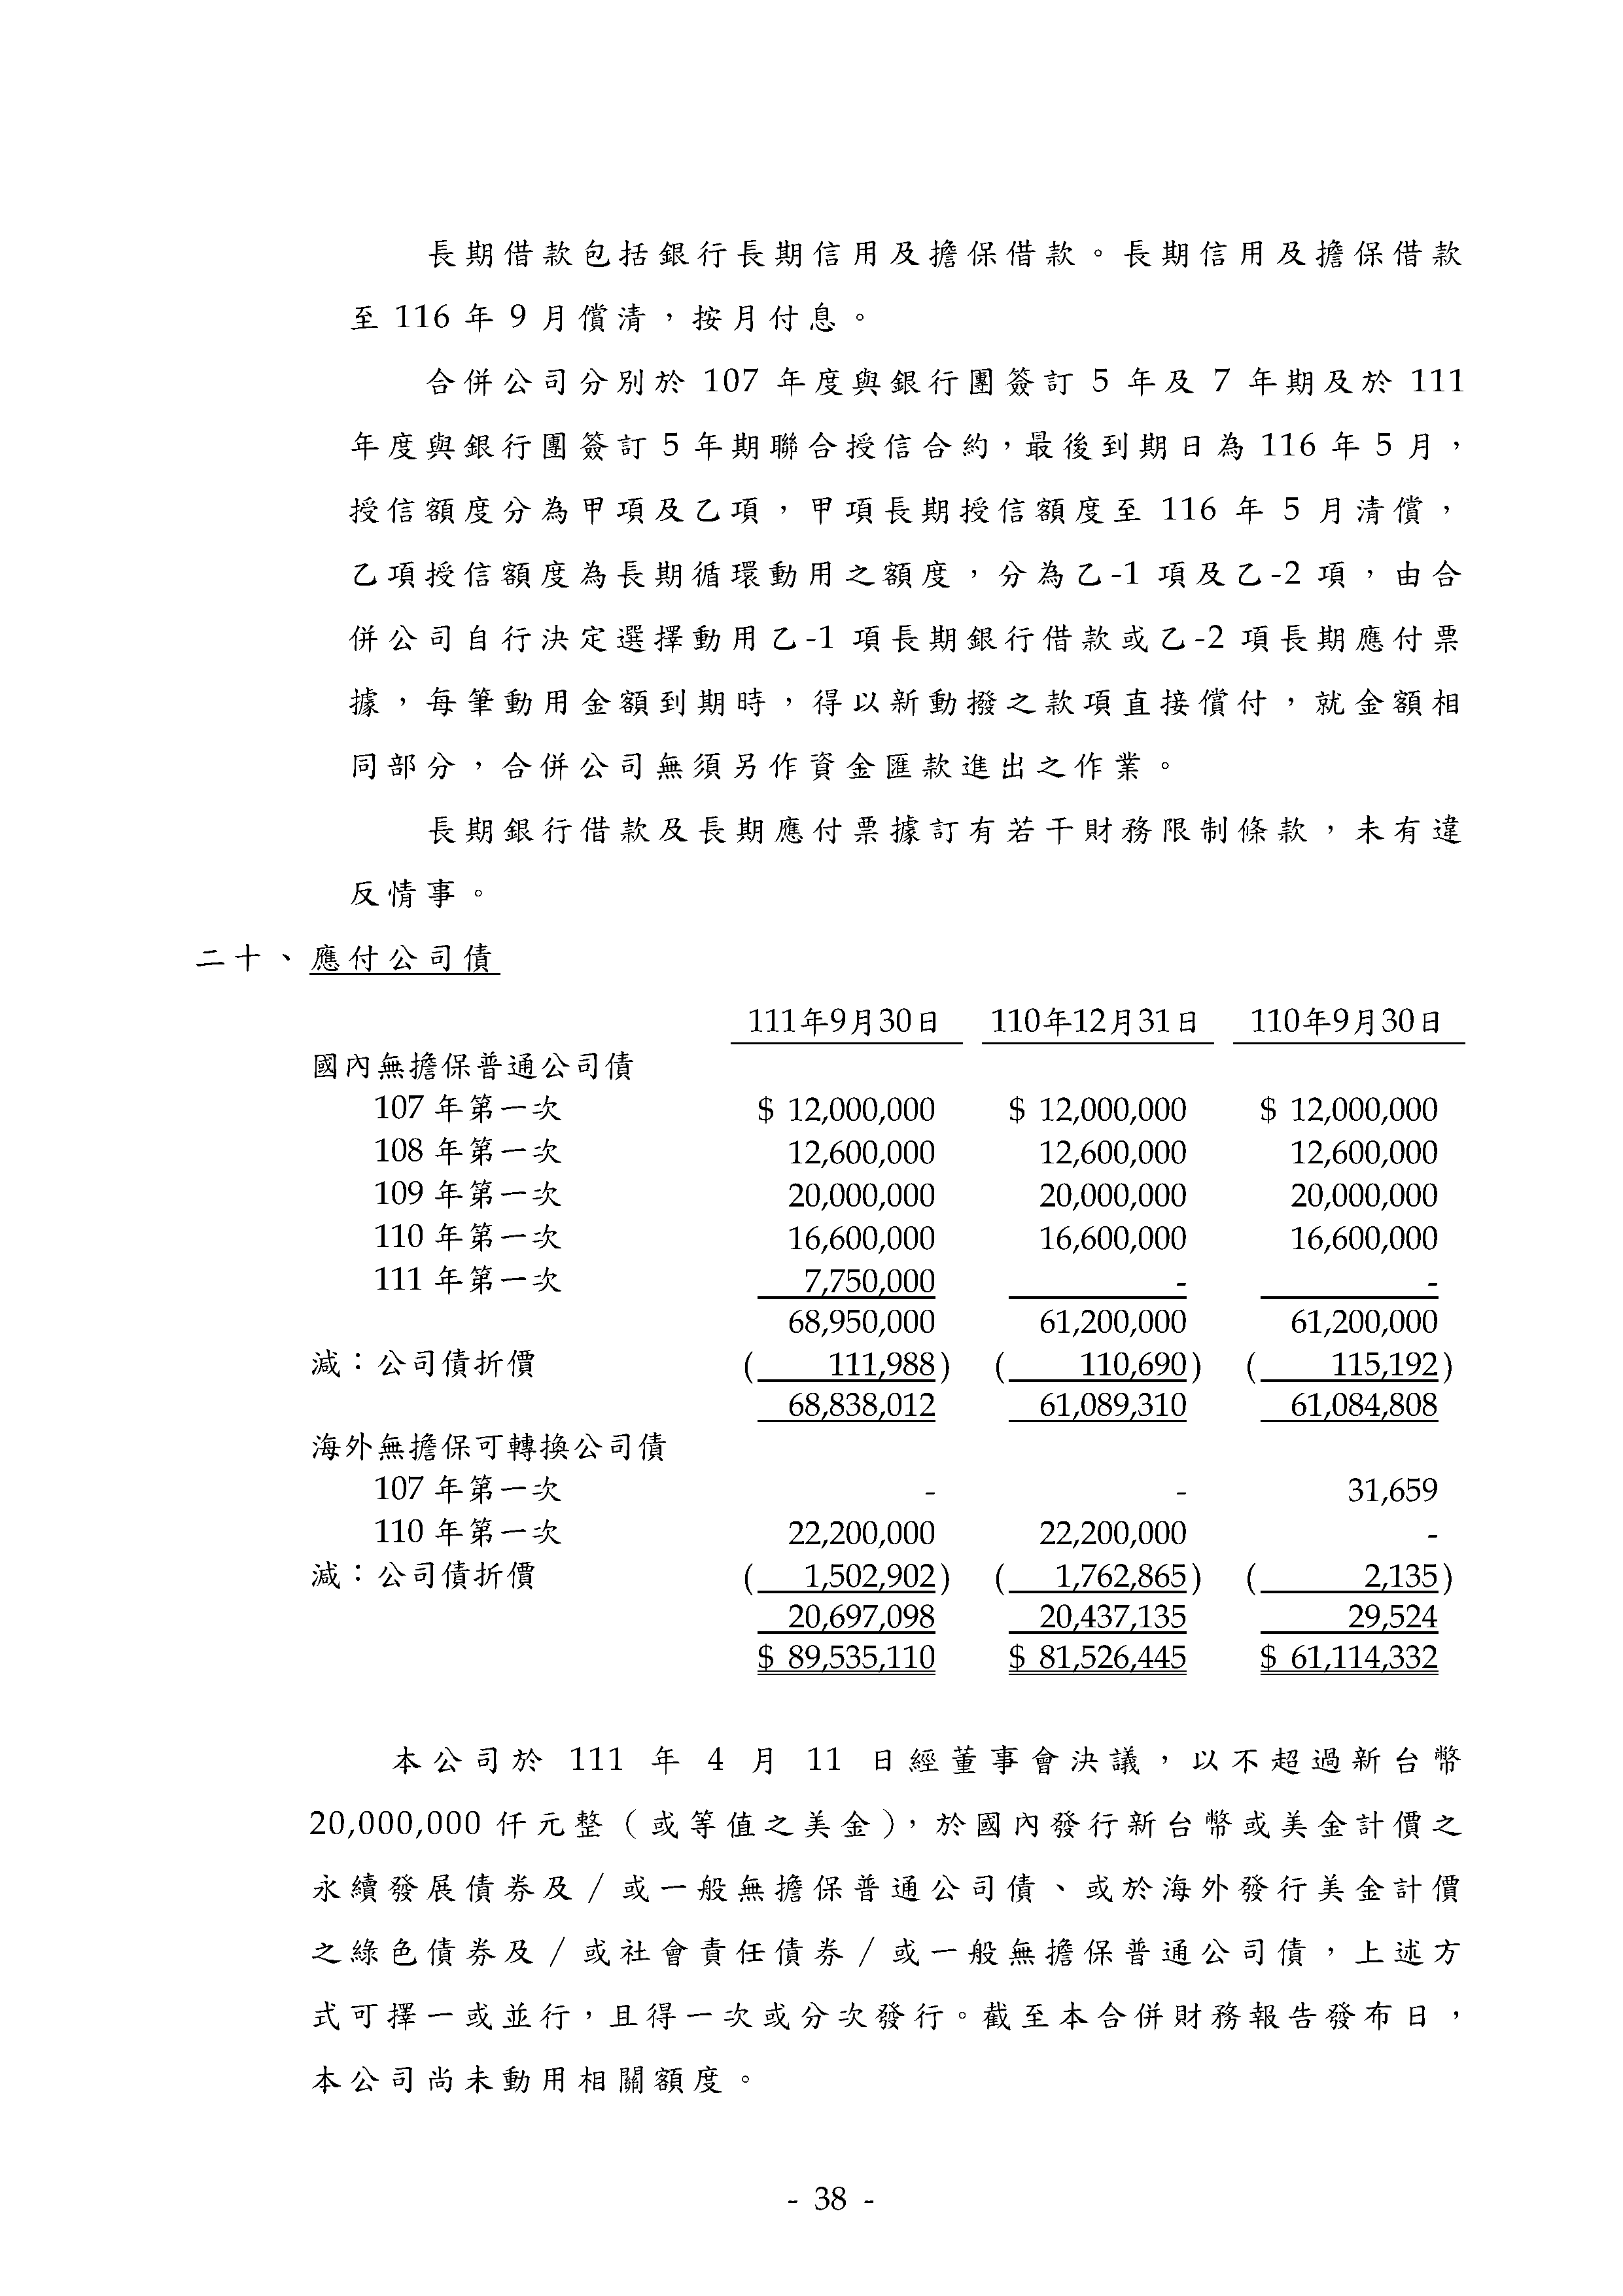 長期借款包括銀行長期信用及擔保借款。長期信用及擔保借款
至 116 年 9 月償清，按月付息。
合併公司分別於 107 年度與銀行團簽訂 5 年及 7 年期及於 111
年度與銀行團簽訂 5 年期聯合授信合約，最後到期日為 116 年 5 月，
授信額度分為甲項及乙項，甲項長期授信額度至 116 年 5 月清償，
乙項授信額度為長期循環動用之額度，分為乙-1 項及乙-2 項，由合
併公司自行決定選擇動用乙-1 項長期銀行借款或乙-2 項長期應付票
據，每筆動用金額到期時，得以新動撥之款項直接償付，就金額相
同部分，合併公司無須另作資金匯款進出之作業。
長期銀行借款及長期應付票據訂有若干財務限制條款，未有違
反情事。
二十、應付公司債
111年9月30日 110年12月31日 110年9月30日
國內無擔保普通公司債
107 年第一次 $ 12,000,000 $ 12,000,000 $ 12,000,000
108 年第一次 12,600,000 12,600,000 12,600,000
109 年第一次 20,000,000 20,000,000 20,000,000
110 年第一次 16,600,000 16,600,000 16,600,000
111 年第一次 7,750,000 - -
68,950,000 61,200,000 61,200,000
減：公司債折價 ( 111,988) ( 110,690) ( 115,192)
68,838,012 61,089,310 61,084,808
海外無擔保可轉換公司債
107 年第一次 - - 31,659
110 年第一次 22,200,000 22,200,000 -
減：公司債折價 ( 1,502,902) ( 1,762,865) ( 2,135)
20,697,098 20,437,135 29,524
$ 89,535,110 $ 81,526,445 $ 61,114,332
本公司於 111 年 4 月 11 日經董事會決議，以不超過新台幣
20,000,000 仟元整（或等值之美金），於國內發行新台幣或美金計價之
永續發展債券及／或一般無擔保普通公司債、或於海外發行美金計價
之綠色債券及／或社會責任債券／或一般無擔保普通公司債，上述方
式可擇一或並行，且得一次或分次發行。截至本合併財務報告發布日，
本公司尚未動用相關額度。
- 38 -